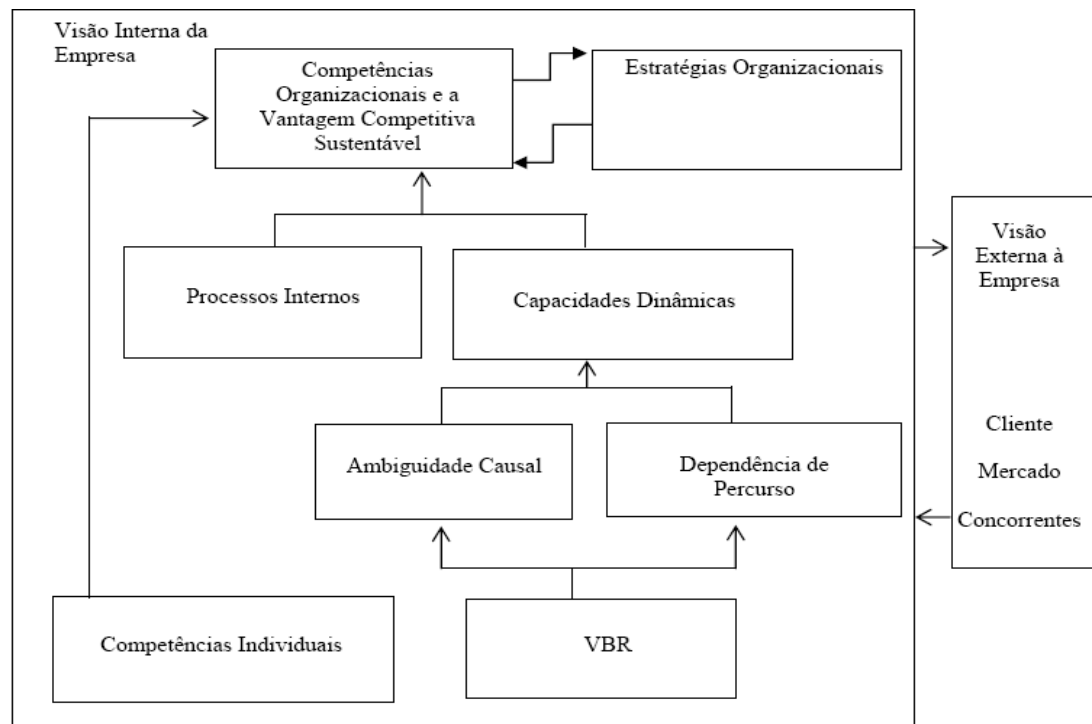 Visão Interna da
Empresa
Competências
Organizacionais e a
Vantagem Competitiva
Sustentável
Estratégias Organizacionais
Processos Internos
Capacidades Dinâmicas
Visão
Externa à
Empresa
Cliente
Mercado
Concorrentes
Ambiguidade Causal
Dependência de
Percurso
Competências Individuais
VBR